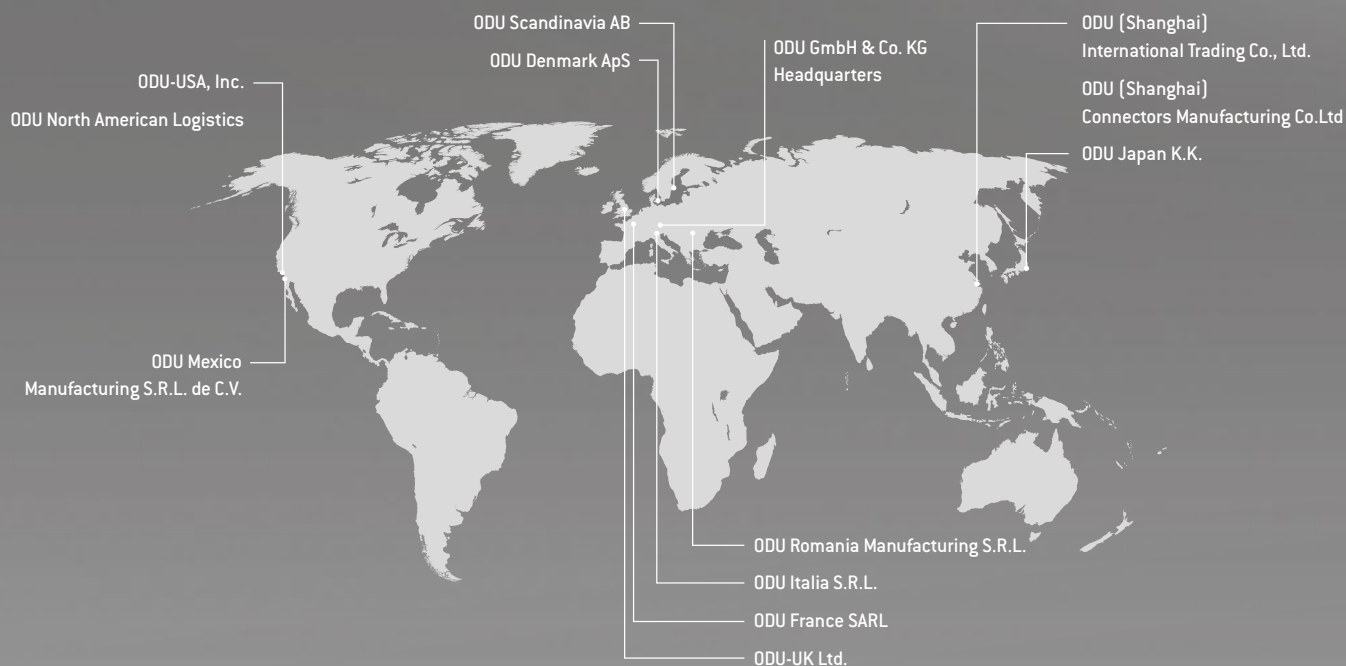 ODU Scandinavia AB
ODU Denmark ApS
ODU GmbH & Co. KG
Headquarters
ODU (Shanghai)
International Trading Co., Ltd.
ODU (Shanghai)
Connectors Manufacturing Co.Ltd
ODU Japan K.K.
ODU-USA, Inc.
ODU North American Logistics
ODU Mexico
Manufacturing S.R.L. de C.V.
ODU Romania Manufacturing S.R.L.
ODU Italia S.R.L.
ODU France SARL
ODU-UK Ltd.